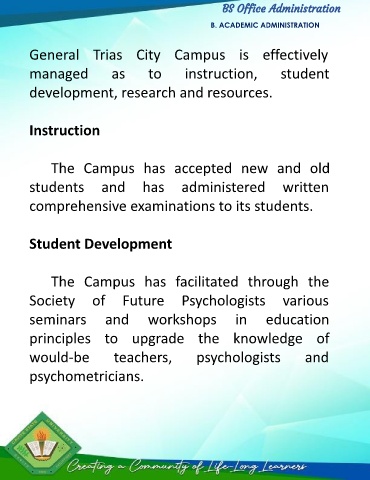 BS Office Administration
B. ACADEMIC ADMINISTRATION
General Trias City Campus is effectively
managed as to instruction, student
development, research and resources.
Instruction
The Campus has accepted new and old
students and has administered written
comprehensive examinations to its students.
Student Development
The Campus has facilitated through the
Society of Future Psychologists various
seminars and workshops in education
principles to upgrade the knowledge of
would-be teachers, psychologists and
psychometricians.
Creating a Community of Life-Long Learners